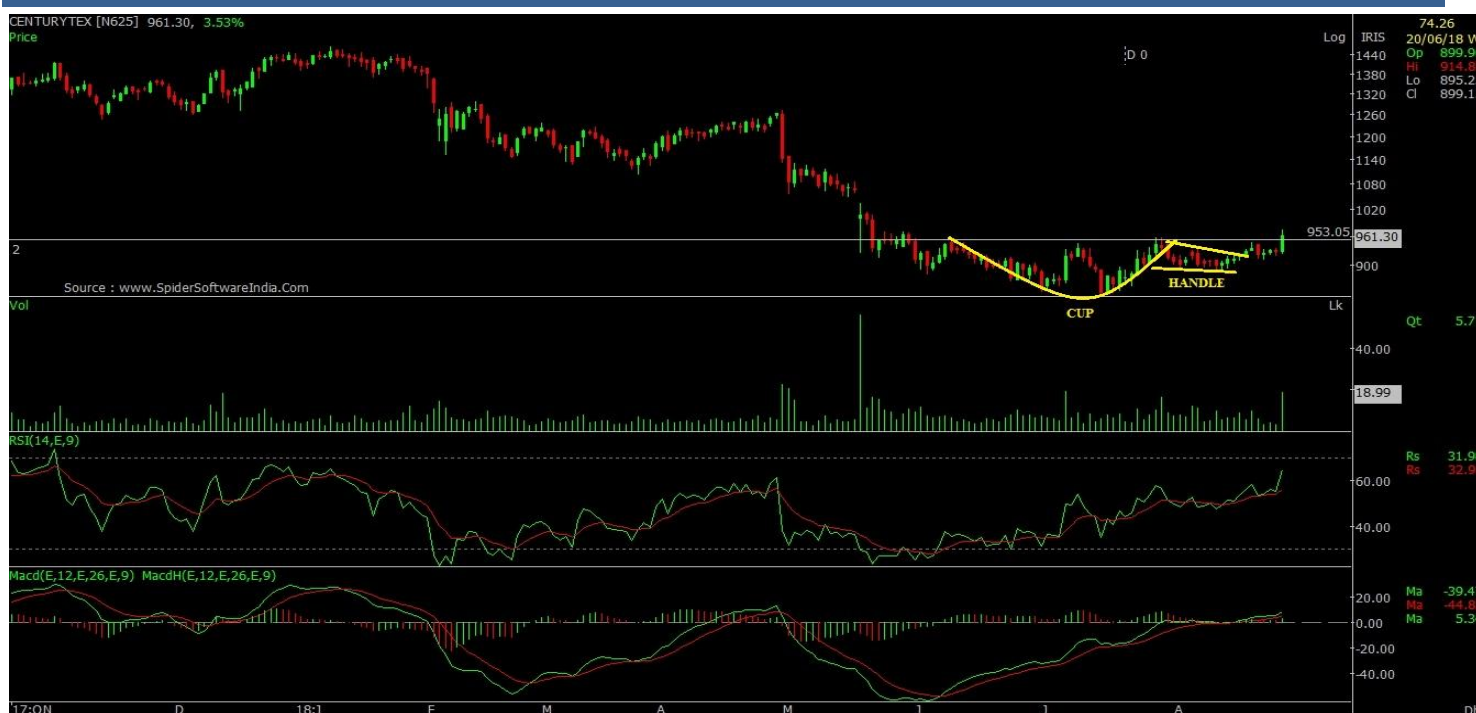 CENTURYTEX [N625] 961.30, 3.53%
Price
D 0
Log
IRIS
74.26
20/06/18 W
Op 899.9
Hi 914.8
Lo 895.2
Cl 899.1
1440
1380
1320
1260
1200
1140
1080
1020
953.05
961.30
900
2
HANDLE
CUP
Source : www.SpiderSoftwareIndia.Com
Vol
Lk
Qt 5.7
40.00
18.99
RSI(14,E,9)
Rs 31.9
Rs 32.9
60.00
40.00
Macd(E,12,E,26,E,9) MacdH(E,12,E,26,E,9)
Ma -39.4
Ma -44.8
Ma 5.3
20.00
0.00
-20.00
-40.00
17:ON D 18:J F M A M J J A